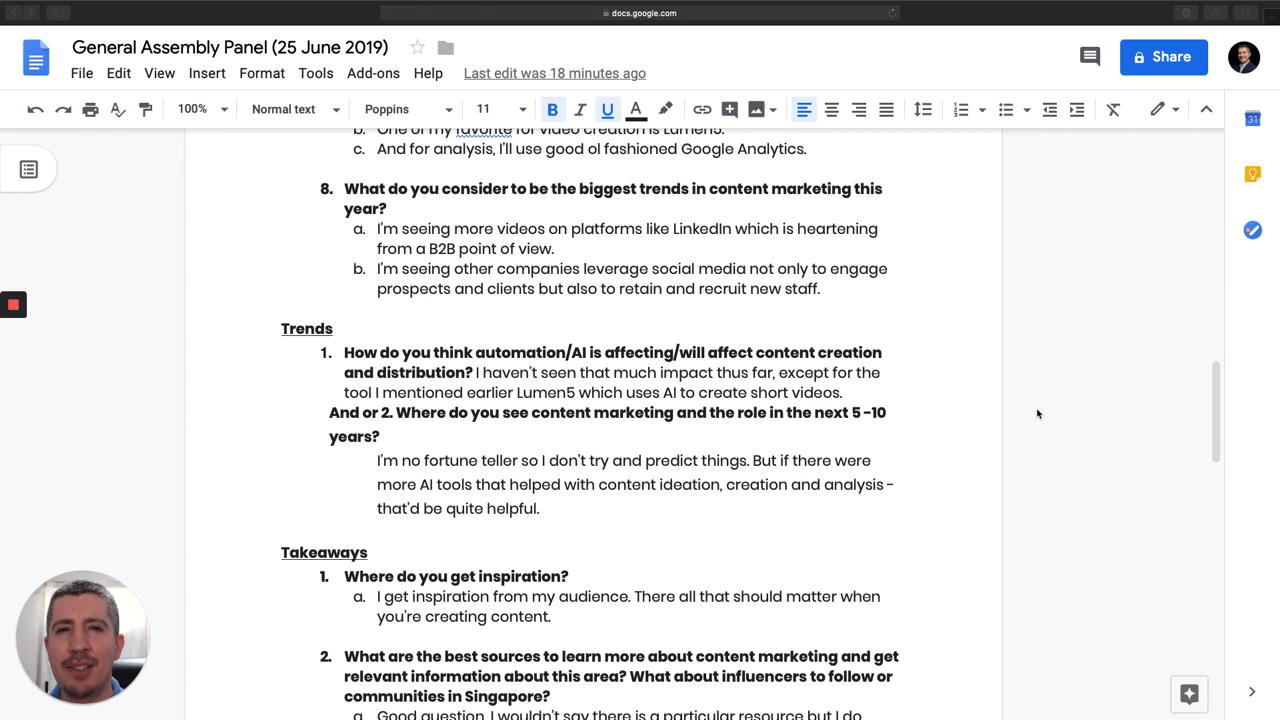 docs.google.com
General Assembly Panel (25 June 2019)
File Edit View Insert Format Tools Add-ons Help Last edit was 18 minutes ago
Share
100% Normal text Poppins 11 B I U A
b. One of my favorite for video creation is Lumen5.
c. And for analysis, I'll use good ol fashioned Google Analytics.
8. What do you consider to be the biggest trends in content marketing this
year?
a. I'm seeing more videos on platforms like LinkedIn which is heartening
from a B2B point of view.
b. I'm seeing other companies leverage social media not only to engage
prospects and clients but also to retain and recruit new staff.
Trends
1. How do you think automation/AI is affecting/will affect content creation
and distribution? I haven't seen that much impact thus far, except for the
tool I mentioned earlier Lumen5 which uses AI to create short videos.
And or 2. Where do you see content marketing and the role in the next 5 -10
years?
I'm no fortune teller so I don't try and predict things. But if there were
more AI tools that helped with content ideation, creation and analysis -
that'd be quite helpful.
Takeaways
1. Where do you get inspiration?
a. I get inspiration from my audience. There all that should matter when
you're creating content.
2. What are the best sources to learn more about content marketing and get
relevant information about this area? What about influencers to follow or
communities in Singapore?
a. Good question. I wouldn't say there is a particular resource but I do
31